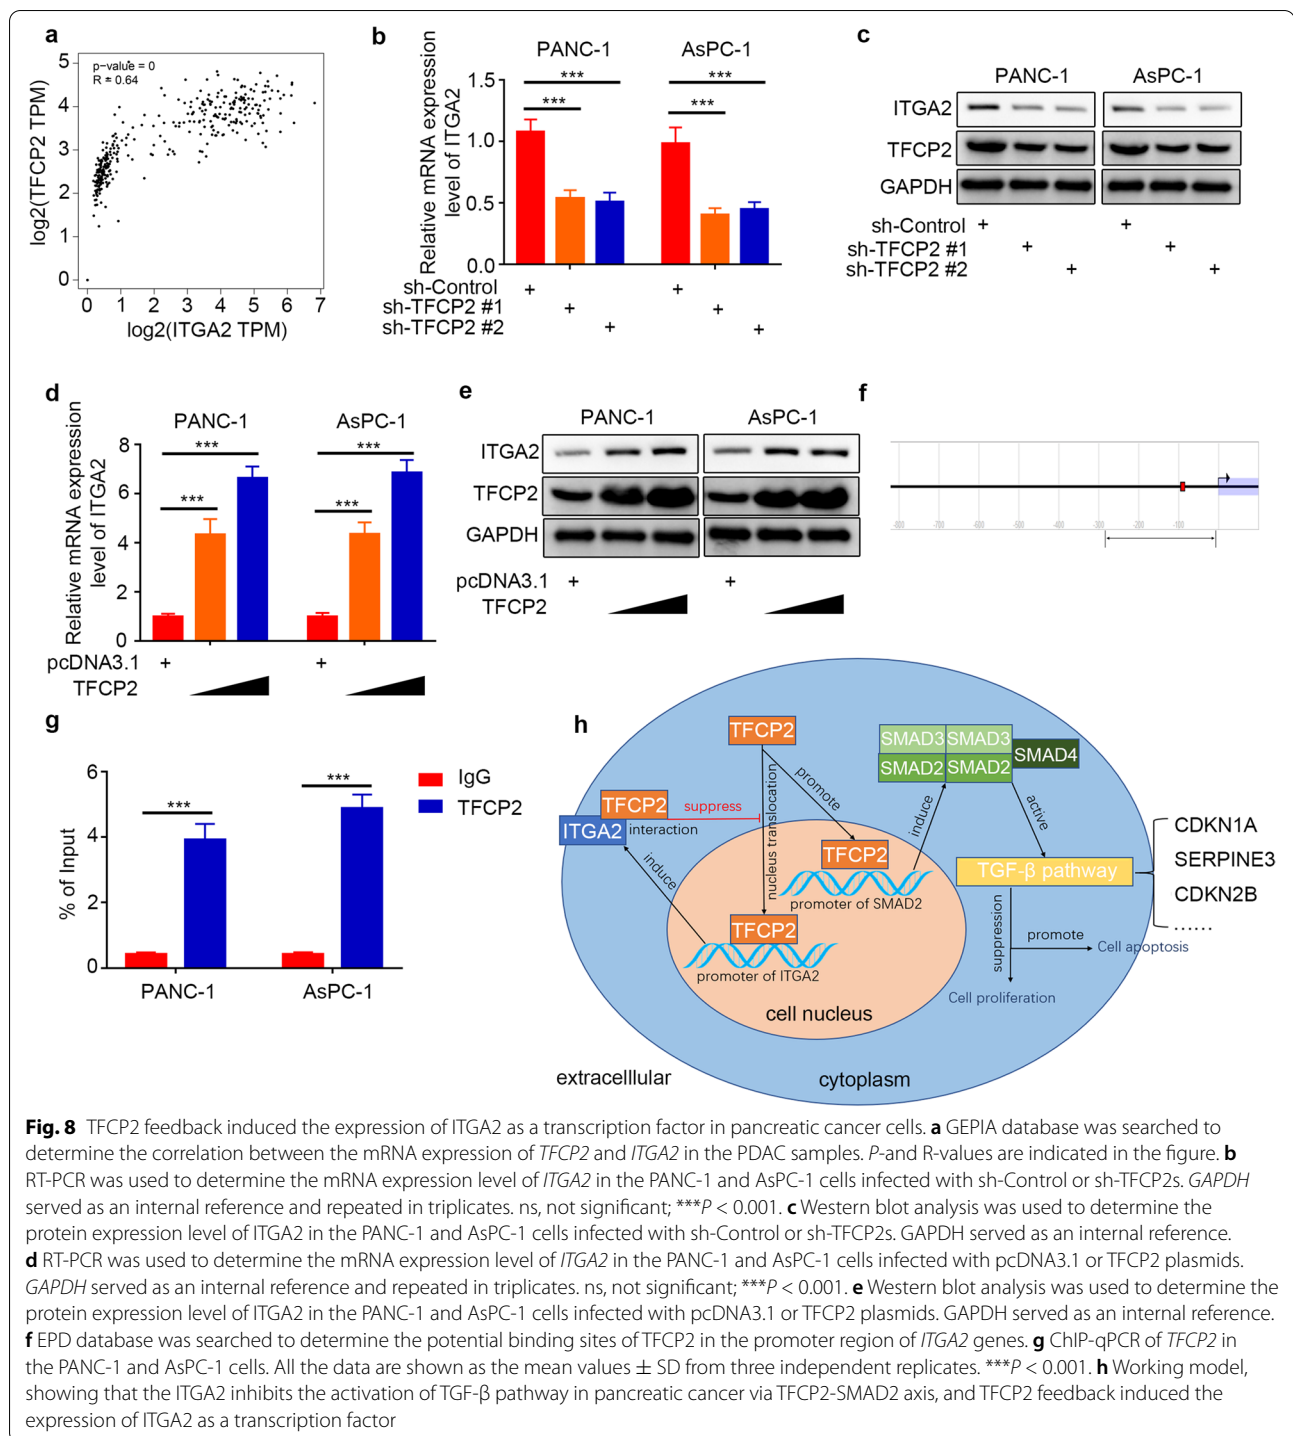 a
p-value = 0
R = 0.64
log2(TFCP2 TPM)
5
4
3
2
1
0
0 1 2 3 4 5 6 7
log2(ITGA2 TPM)
b
PANC-1 AsPC-1
Relative mRNA expression
level of ITGA2
1.5
1.0
0.5
0.0
*** ***
*** ***
sh-Control + +
sh-TFCP2 #1 + +
sh-TFCP2 #2 + +
c
PANC-1 AsPC-1
ITGA2
TFCP2
GAPDH
sh-Control + +
sh-TFCP2 #1 + +
sh-TFCP2 #2 + +
d
PANC-1 AsPC-1
Relative mRNA expression
level of ITGA2
8
6
4
2
0
*** ***
*** ***
pcDNA3.1 + +
TFCP2
e
PANC-1 AsPC-1
ITGA2
TFCP2
GAPDH
pcDNA3.1 + +
TFCP2
f
-800 -700 -600 -500 -400 -300 -200 -100
g
% of Input
6
4
2
0
*** ***
IgG
TFCP2
PANC-1 AsPC-1
h
TFCP2
SMAD3 SMAD3
SMAD2 SMAD2
SMAD4
nucleus translocation
promote
TFCP2
suppress
ITGA2
interaction
induce
active
CDKN1A
SERPINE3
CDKN2B
......
TFCP2
TGF-β pathway
promoter of SMAD2
induce
TFCP2
promoter of ITGA2
suppression
promote
Cell apoptosis
Cell proliferation
cell nucleus
extracelllular
cytoplasm
Fig. 8 TFCP2 feedback induced the expression of ITGA2 as a transcription factor in pancreatic cancer cells. a GEPIA database was searched to
determine the correlation between the mRNA expression of TFCP2 and ITGA2 in the PDAC samples. P-and R-values are indicated in the figure. b
RT-PCR was used to determine the mRNA expression level of ITGA2 in the PANC-1 and AsPC-1 cells infected with sh-Control or sh-TFCP2s. GAPDH
served as an internal reference and repeated in triplicates. ns, not significant; ***P < 0.001. c Western blot analysis was used to determine the
protein expression level of ITGA2 in the PANC-1 and AsPC-1 cells infected with sh-Control or sh-TFCP2s. GAPDH served as an internal reference.
d RT-PCR was used to determine the mRNA expression level of ITGA2 in the PANC-1 and AsPC-1 cells infected with pcDNA3.1 or TFCP2 plasmids.
GAPDH served as an internal reference and repeated in triplicates. ns, not significant; ***P < 0.001. e Western blot analysis was used to determine the
protein expression level of ITGA2 in the PANC-1 and AsPC-1 cells infected with pcDNA3.1 or TFCP2 plasmids. GAPDH served as an internal reference.
f EPD database was searched to determine the potential binding sites of TFCP2 in the promoter region of ITGA2 genes. g ChIP-qPCR of TFCP2 in
the PANC-1 and AsPC-1 cells. All the data are shown as the mean values ± SD from three independent replicates. ***P < 0.001. h Working model,
showing that the ITGA2 inhibits the activation of TGF-β pathway in pancreatic cancer via TFCP2-SMAD2 axis, and TFCP2 feedback induced the
expression of ITGA2 as a transcription factor